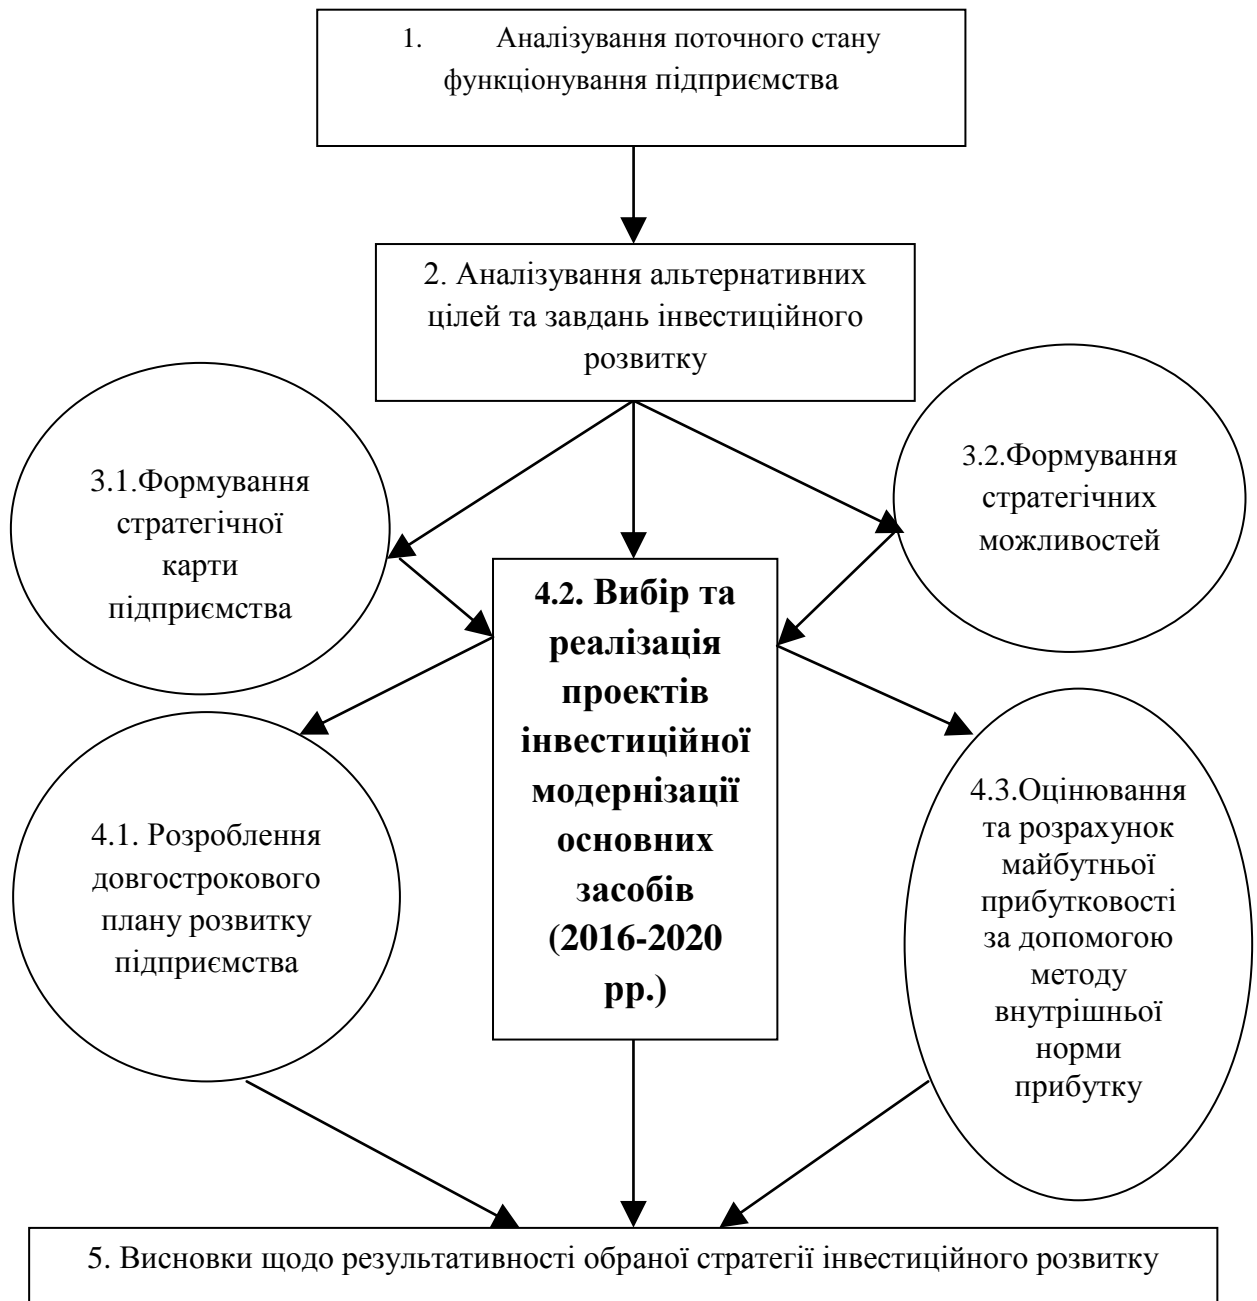 1. Аналізування поточного стану
функціонування підприємства
2. Аналізування альтернативних
цілей та завдань інвестиційного
розвитку
3.1.Формування
стратегічної
карти
підприємства
3.2.Формування
стратегічних
можливостей
4.2. Вибір та
реалізація
проектів
інвестиційної
модернізації
основних
засобів
(2016-2020
рр.)
4.1. Розроблення
довгострокового
плану розвитку
підприємства
4.3.Оцінювання
та розрахунок
майбутньої
прибутковості
за допомогою
методу
внутрішньої
норми
прибутку
5. Висновки щодо результативності обраної стратегії інвестиційного розвитку